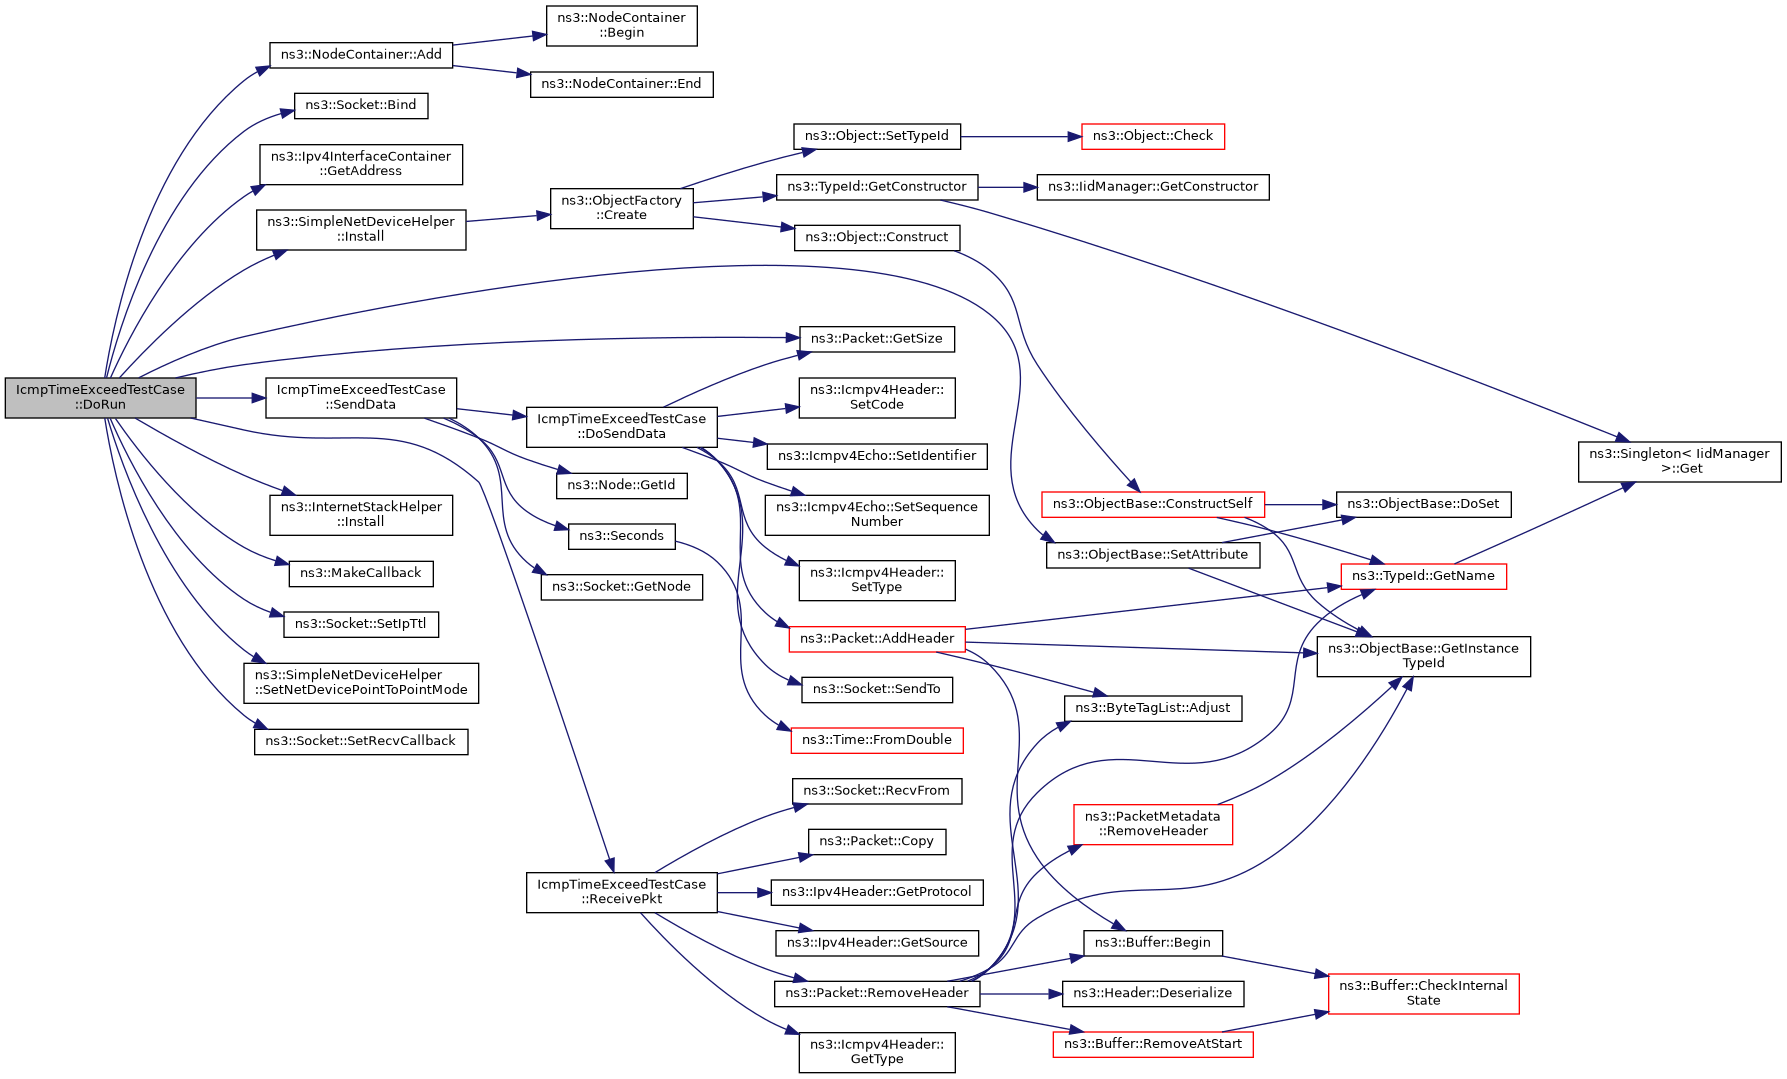 IcmpTimeExceedTestCase
::DoRun
ns3::NodeContainer::Add
ns3::NodeContainer
::Begin
ns3::NodeContainer::End
ns3::Socket::Bind
ns3::Ipv4InterfaceContainer
::GetAddress
ns3::SimpleNetDeviceHelper
::Install
ns3::ObjectFactory
::Create
ns3::Object::SetTypeId
ns3::Object::Check
ns3::TypeId::GetConstructor
ns3::IidManager::GetConstructor
ns3::Object::Construct
ns3::Packet::GetSize
IcmpTimeExceedTestCase
::SendData
IcmpTimeExceedTestCase
::DoSendData
ns3::Icmpv4Header::
SetCode
ns3::Icmpv4Echo::SetIdentifier
ns3::Singleton< IidManager
>::Get
ns3::Node::GetId
ns3::InternetStackHelper
::Install
ns3::Icmpv4Echo::SetSequence
Number
ns3::ObjectBase::ConstructSelf
ns3::ObjectBase::DoSet
ns3::Seconds
ns3::ObjectBase::SetAttribute
ns3::MakeCallback
ns3::Socket::GetNode
ns3::Icmpv4Header::
SetType
ns3::TypeId::GetName
ns3::Socket::SetIpTtl
ns3::Packet::AddHeader
ns3::ObjectBase::GetInstance
TypeId
ns3::SimpleNetDeviceHelper
::SetNetDevicePointToPointMode
ns3::Socket::SendTo
ns3::ByteTagList::Adjust
ns3::Socket::SetRecvCallback
ns3::Time::FromDouble
ns3::Socket::RecvFrom
ns3::PacketMetadata
::RemoveHeader
ns3::Packet::Copy
IcmpTimeExceedTestCase
::ReceivePkt
ns3::Ipv4Header::GetProtocol
ns3::Ipv4Header::GetSource
ns3::Buffer::Begin
ns3::Packet::RemoveHeader
ns3::Header::Deserialize
ns3::Buffer::CheckInternal
State
ns3::Buffer::RemoveAtStart
ns3::Icmpv4Header::
GetType